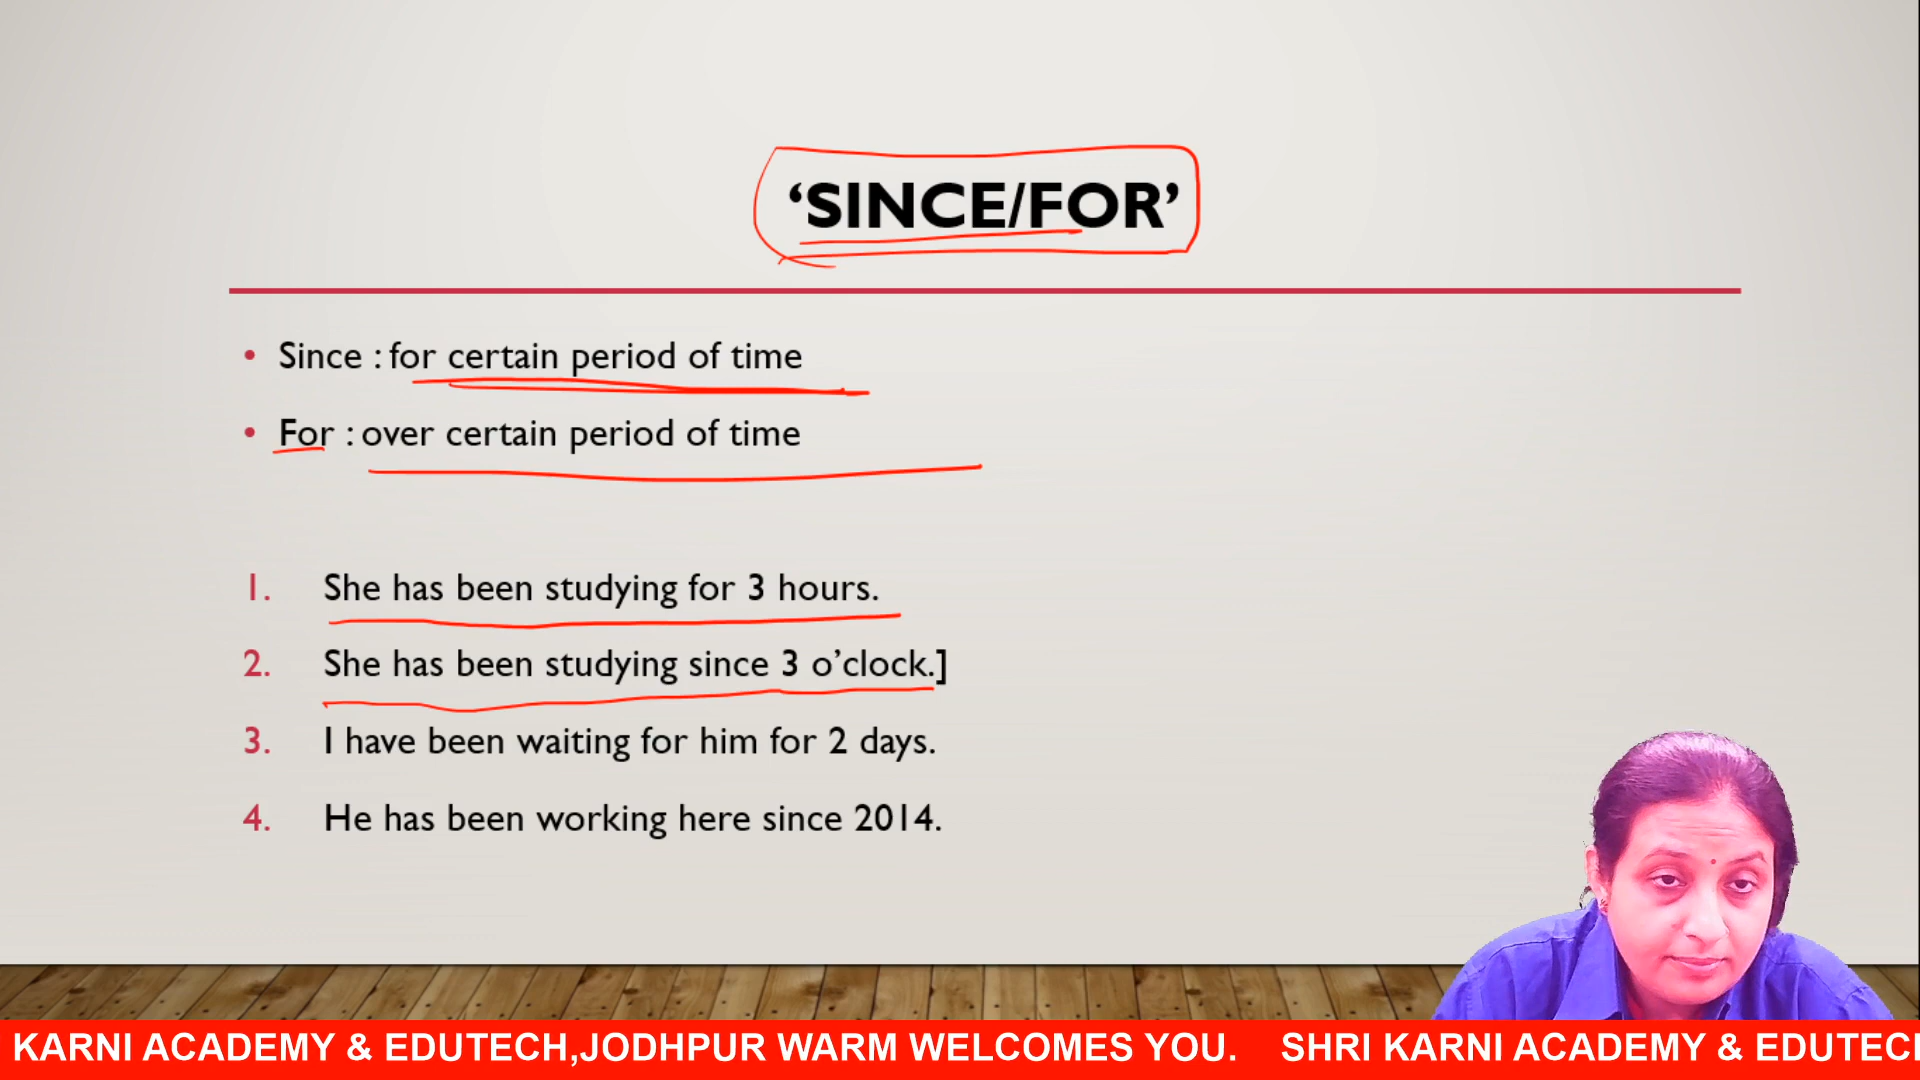 ‘SINCE/FOR’
• Since : for certain period of time
• For : over certain period of time
1. She has been studying for 3 hours.
2. She has been studying since 3 o’clock.]
3. I have been waiting for him for 2 days.
4. He has been working here since 2014.
KARNI ACADEMY & EDUTECH,JODHPUR WARM WELCOMES YOU. SHRI KARNI ACADEMY & EDUTEC